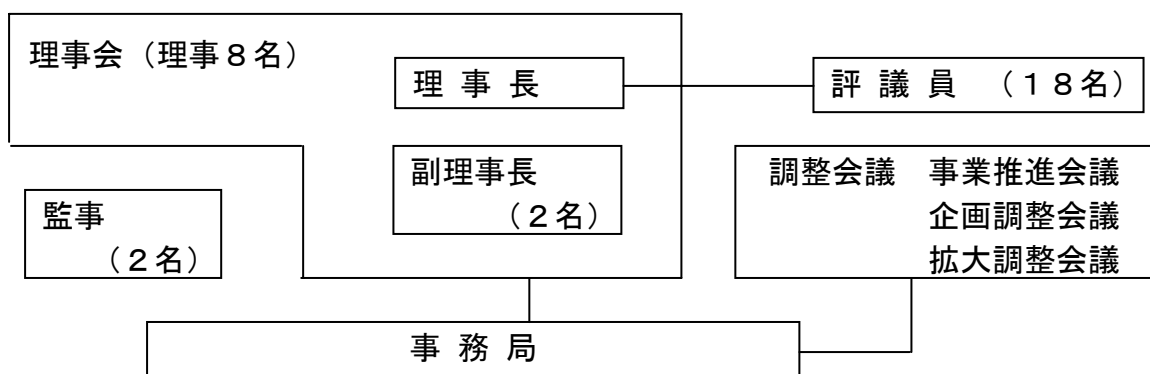 理事会（理事８名）
理 事 長
評 議 員 （１８名）
副理事長
（２名）
監事
（２名）
調整会議 事業推進会議
企画調整会議
拡大調整会議
事 務 局